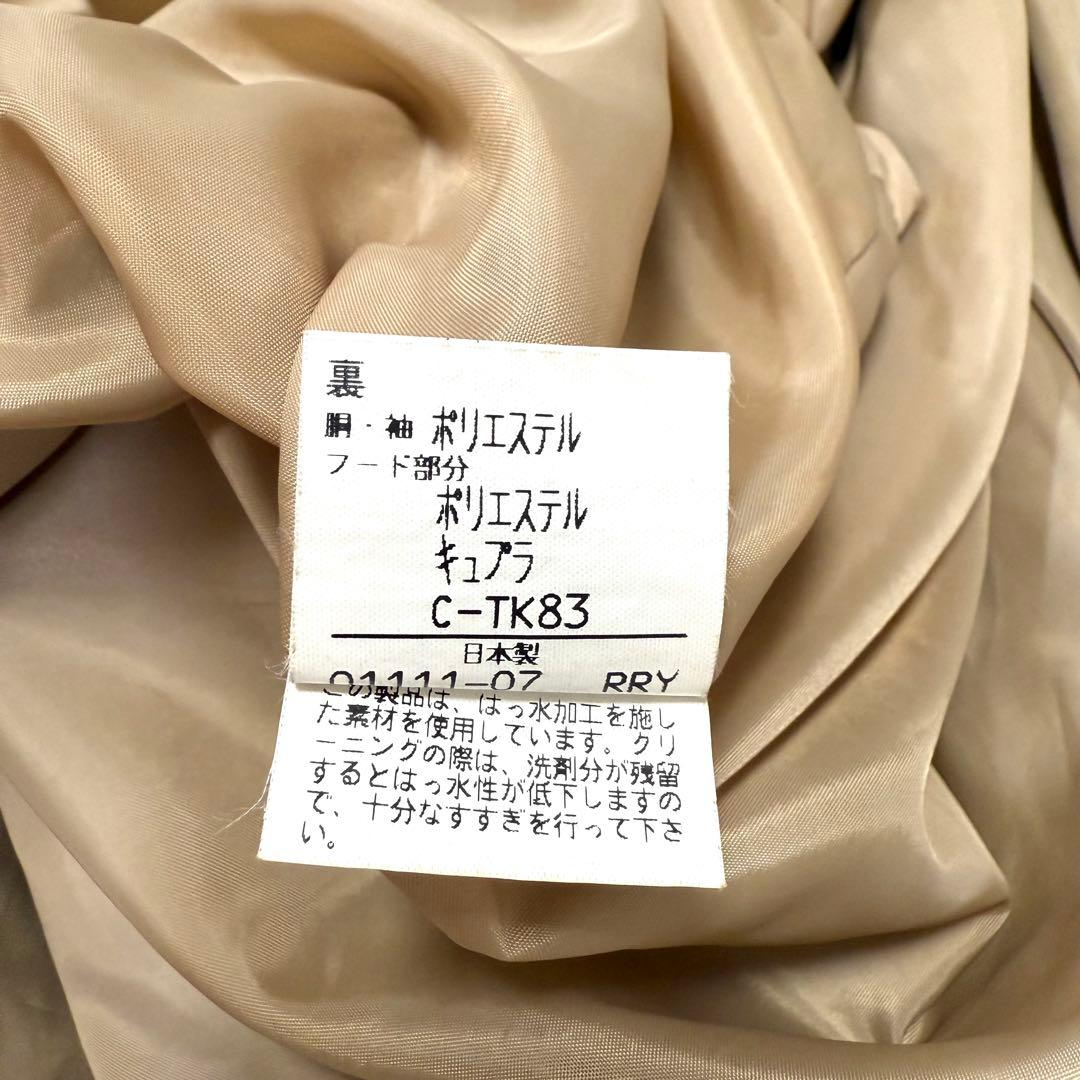 裏
胴・袖 ポリエステル
フード部分
ポリエステル
キュプラ
C-TK83
日本製
01111-07 RRY
この製品は、はっ水加工を施し
た素材を使用しています。クリ
ーニングの際は、洗剤分が残留
するとはっ水性が低下しますの
で、十分なすすぎを行って下さ
い。